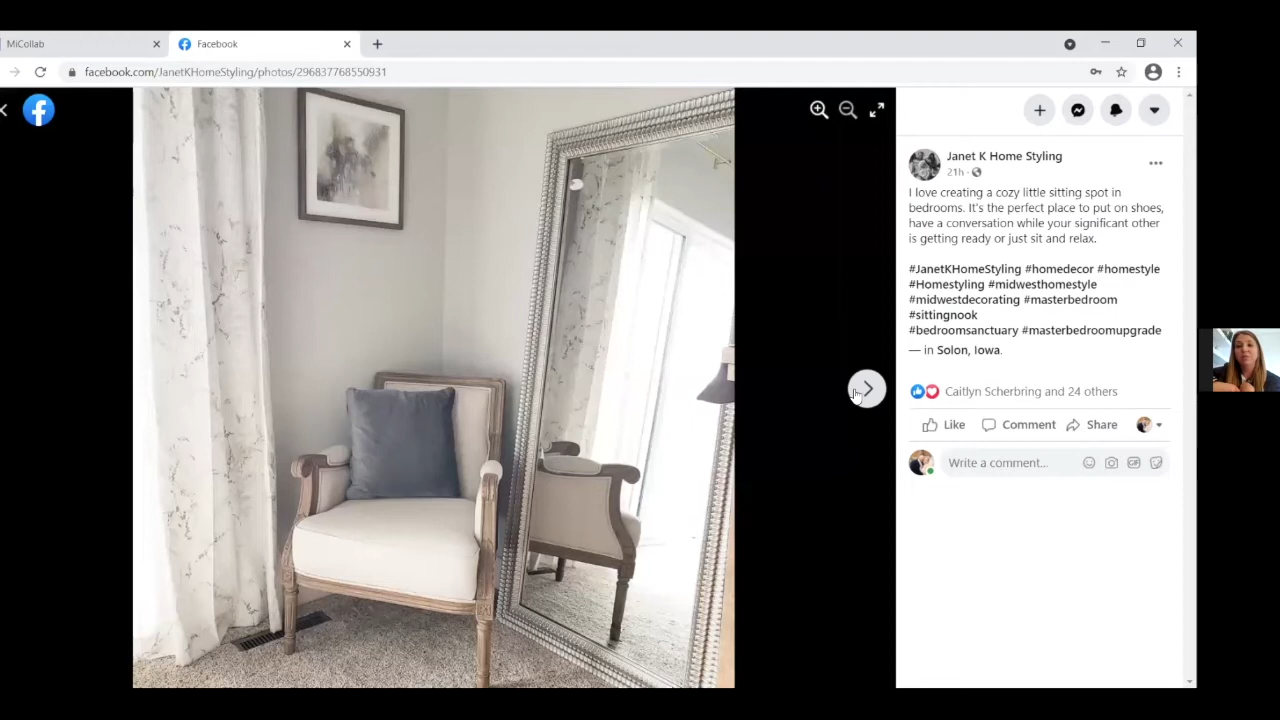 MiCollab
Facebook
facebook.com/JanetKHomeStyling/photos/296837768550931
Janet K Home Styling
21h ·
I love creating a cozy little sitting spot in
bedrooms. It's the perfect place to put on shoes,
have a conversation while your significant other
is getting ready or just sit and relax.
#JanetKHomeStyling #homedecor #homestyle
#Homestyling #midwesthomestyle
#midwestdecorating #masterbedroom
#sittingnook
#bedroomsanctuary #masterbedroomupgrade
— in Solon, Iowa.
Caitlyn Scherbring and 24 others
Like Comment Share
Write a comment...
GIF